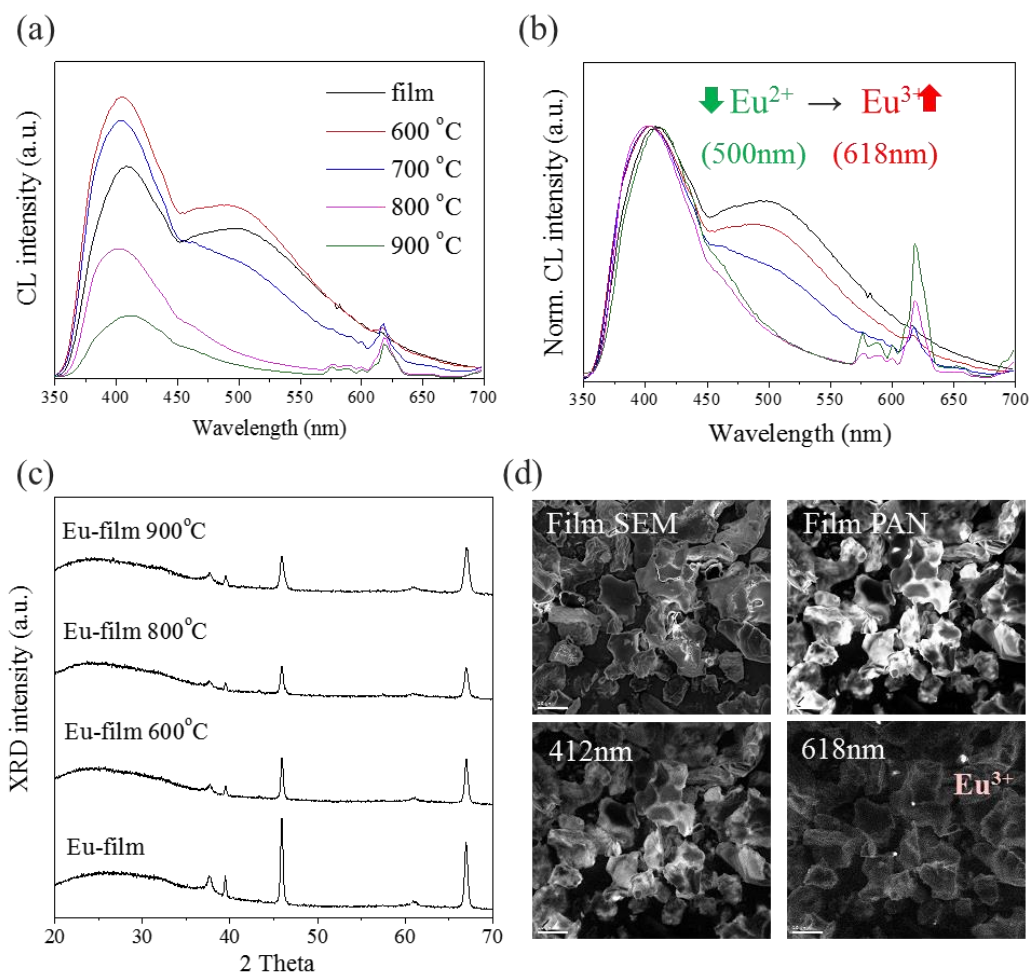 (a)
CL intensity (a.u.)
film
600 °C
700 °C
800 °C
900 °C
350 400 450 500 550 600 650 700
Wavelength (nm)
(b)
Norm. CL intensity (a.u.)
Eu²⁺ → Eu³⁺
(500nm) (618nm)
350 400 450 500 550 600 650 700
Wavelength (nm)
(c)
XRD intensity (a.u.)
Eu-film 900°C
Eu-film 800°C
Eu-film 600°C
Eu-film
20 30 40 50 60 70
2 Theta
(d)
Film SEM
Film PAN
412nm
618nm
Eu³⁺